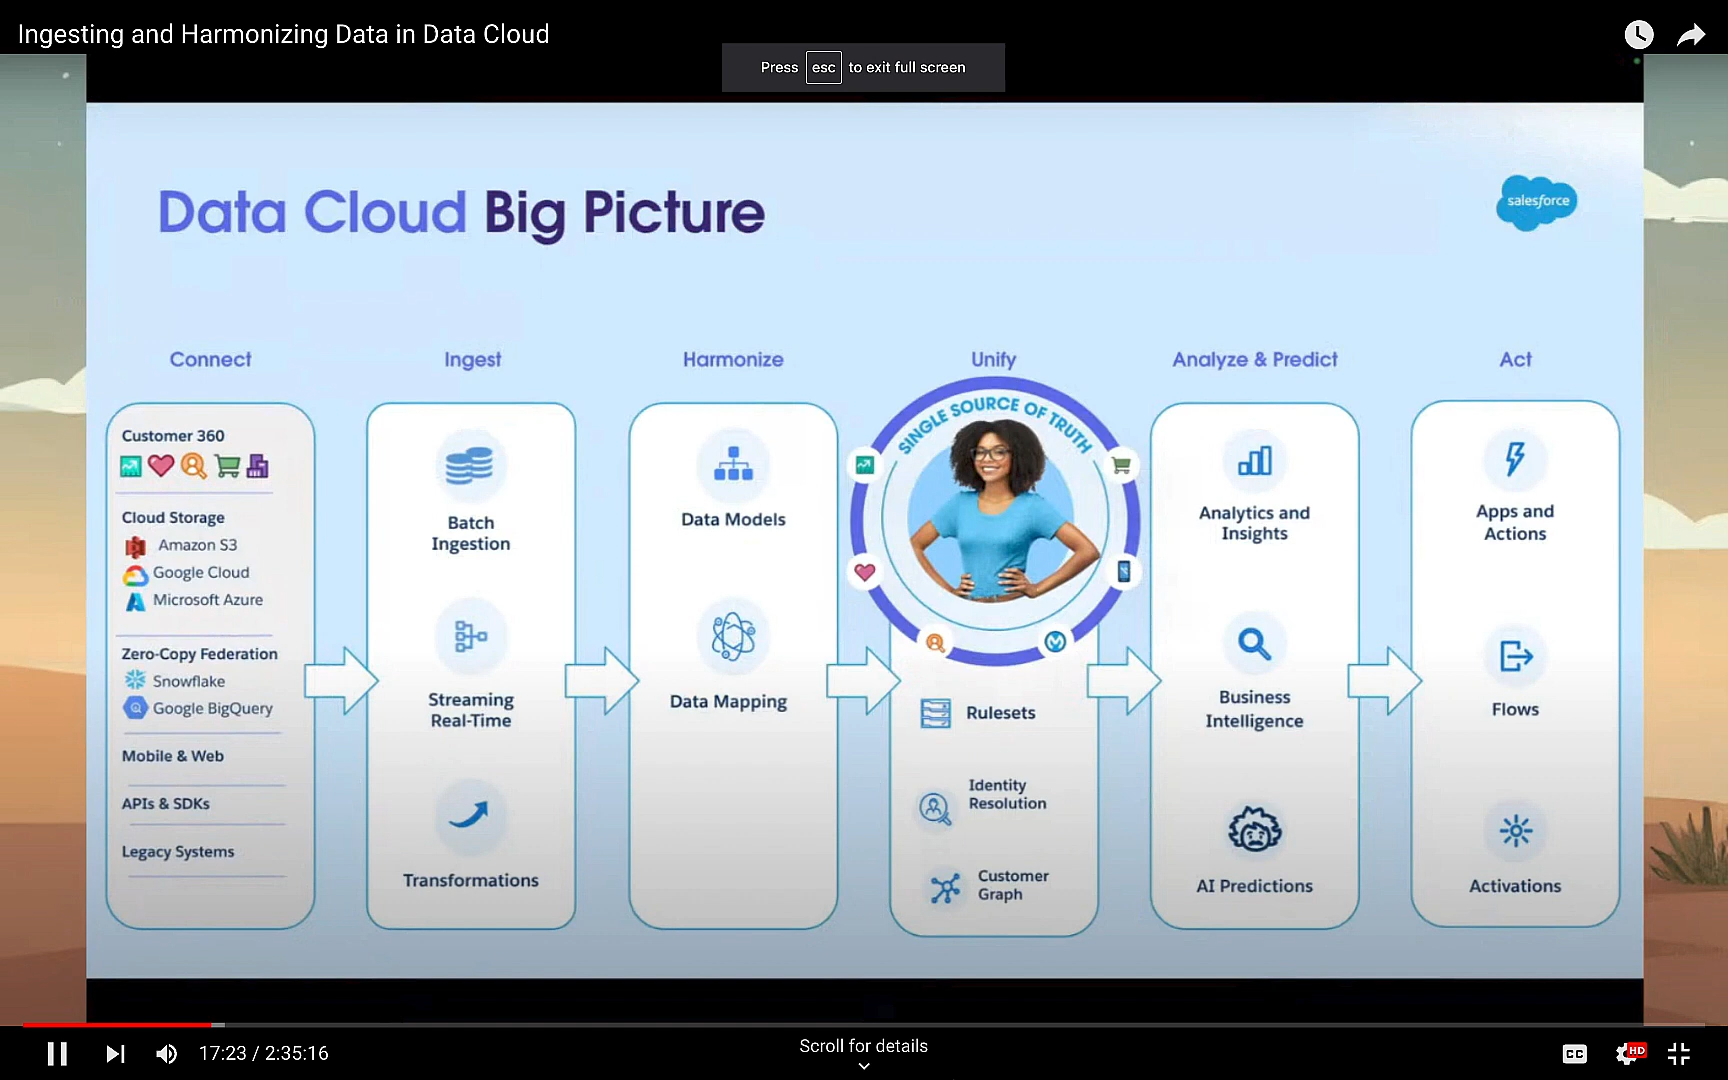 Ingesting and Harmonizing Data in Data Cloud
Press esc to exit full screen
Data Cloud Big Picture
salesforce
Connect
Customer 360
Cloud Storage
Amazon S3
Google Cloud
Microsoft Azure
Zero-Copy Federation
Snowflake
Google BigQuery
Mobile & Web
APIs & SDKs
Legacy Systems
Ingest
Batch
Ingestion
Streaming
Real-Time
Transformations
Harmonize
Data Models
Data Mapping
Unify
SINGLE SOURCE OF TRUTH
Rulesets
Identity
Resolution
Customer
Graph
Analyze & Predict
Analytics and
Insights
Business
Intelligence
AI Predictions
Act
Apps and
Actions
Flows
Activations
17:23 / 2:35:16
Scroll for details
CC
HD